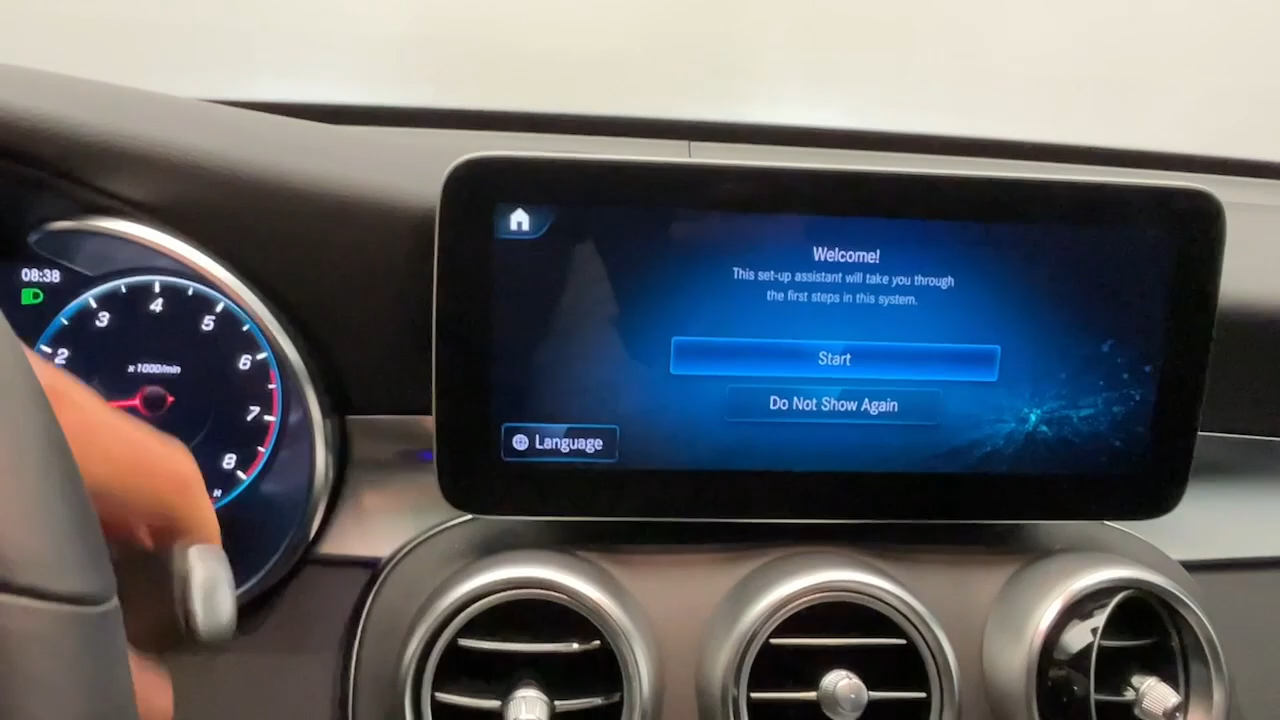 08:38
2
3
4
5
6
7
8
x1000/min
Welcome!
This set-up assistant will take you through
the first steps in this system.
Start
Do Not Show Again
Language